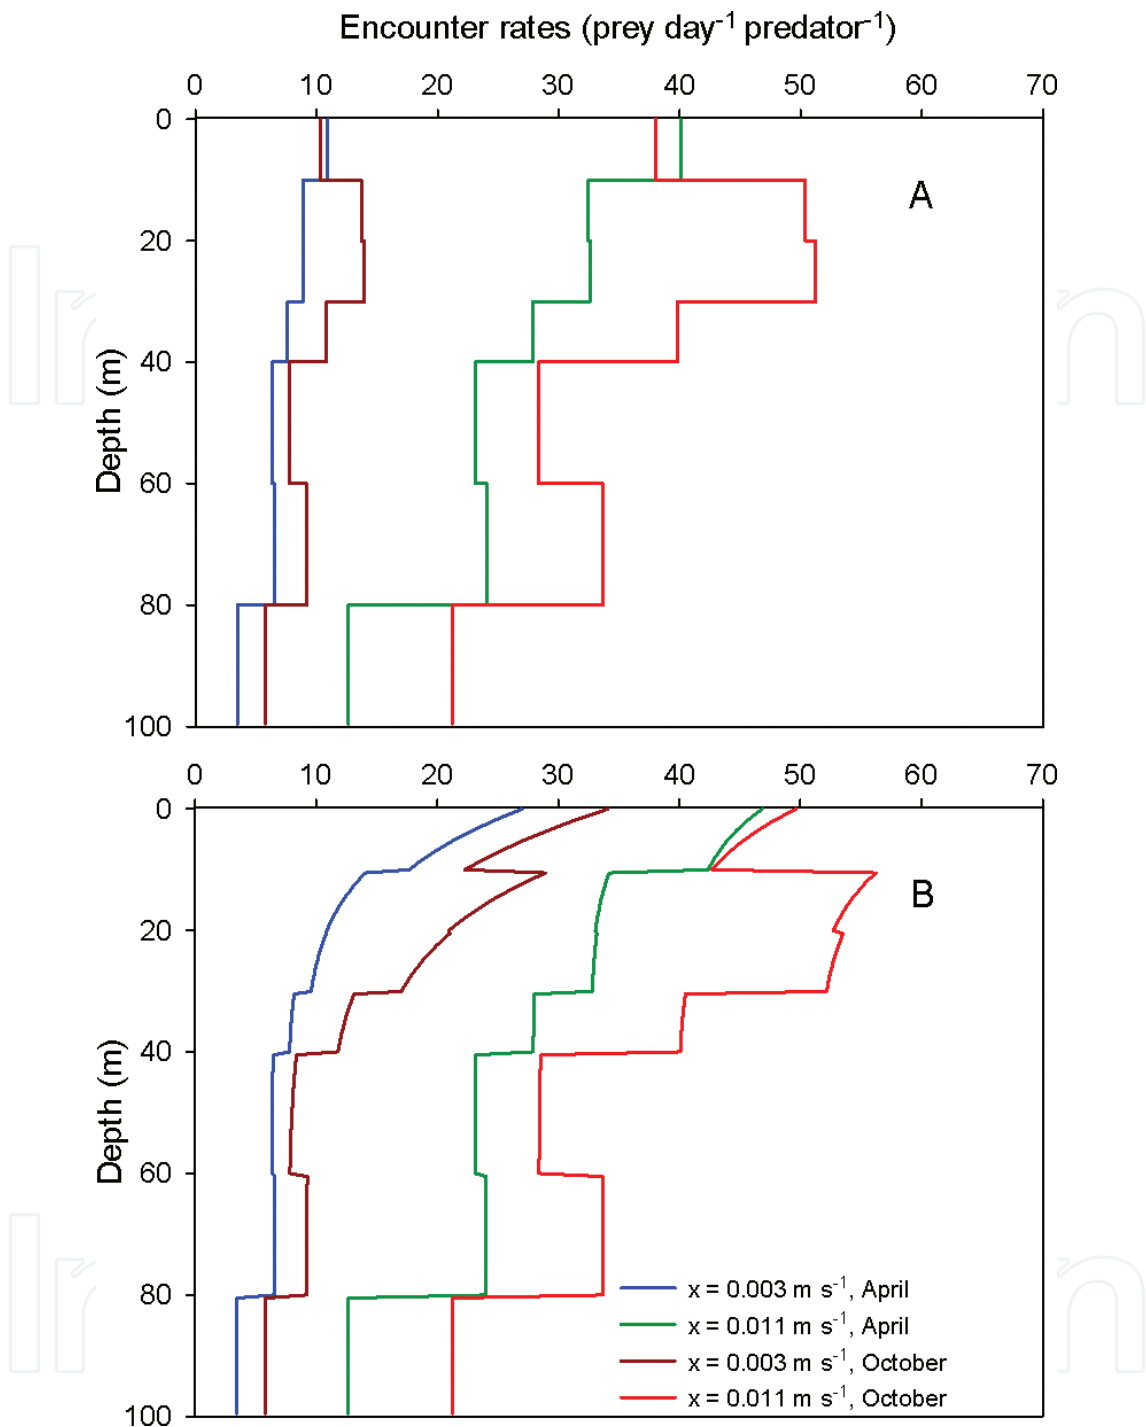 Encounter rates (prey day⁻¹ predator⁻¹)
0 10 20 30 40 50 60 70
0
A
20
40
Depth (m)
60
80
100
0 10 20 30 40 50 60 70
0
B
20
40
Depth (m)
60
80
x = 0.003 m s⁻¹, April
x = 0.011 m s⁻¹, April
x = 0.003 m s⁻¹, October
x = 0.011 m s⁻¹, October
100